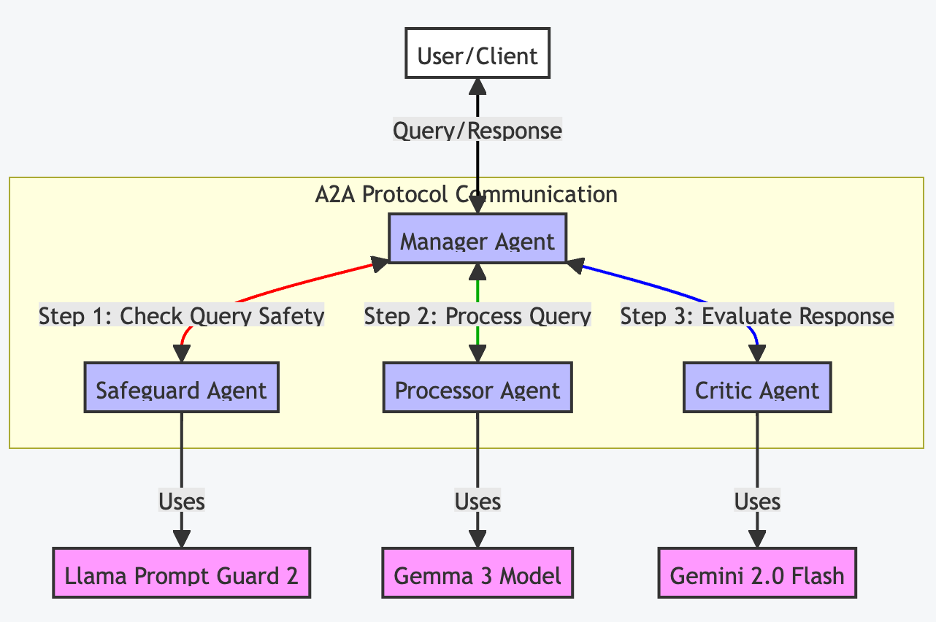 User/Client
Query/Response
A2A Protocol Communication
Manager Agent
Step 1: Check Query Safety
Step 2: Process Query
Step 3: Evaluate Response
Safeguard Agent
Processor Agent
Critic Agent
Uses
Uses
Uses
Llama Prompt Guard 2
Gemma 3 Model
Gemini 2.0 Flash